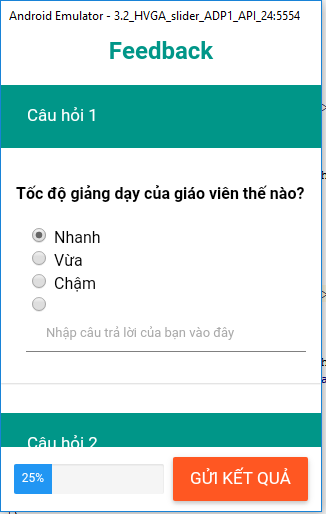 Android Emulator - 3.2_HVGA_slider_ADP1_API_24:5554
Feedback
Câu hỏi 1
Tốc độ giảng dạy của giáo viên thế nào?
Nhanh
Vừa
Chậm
Nhập câu trả lời của bạn vào đây
Câu hỏi 2
25%
GỬI KẾT QUẢ